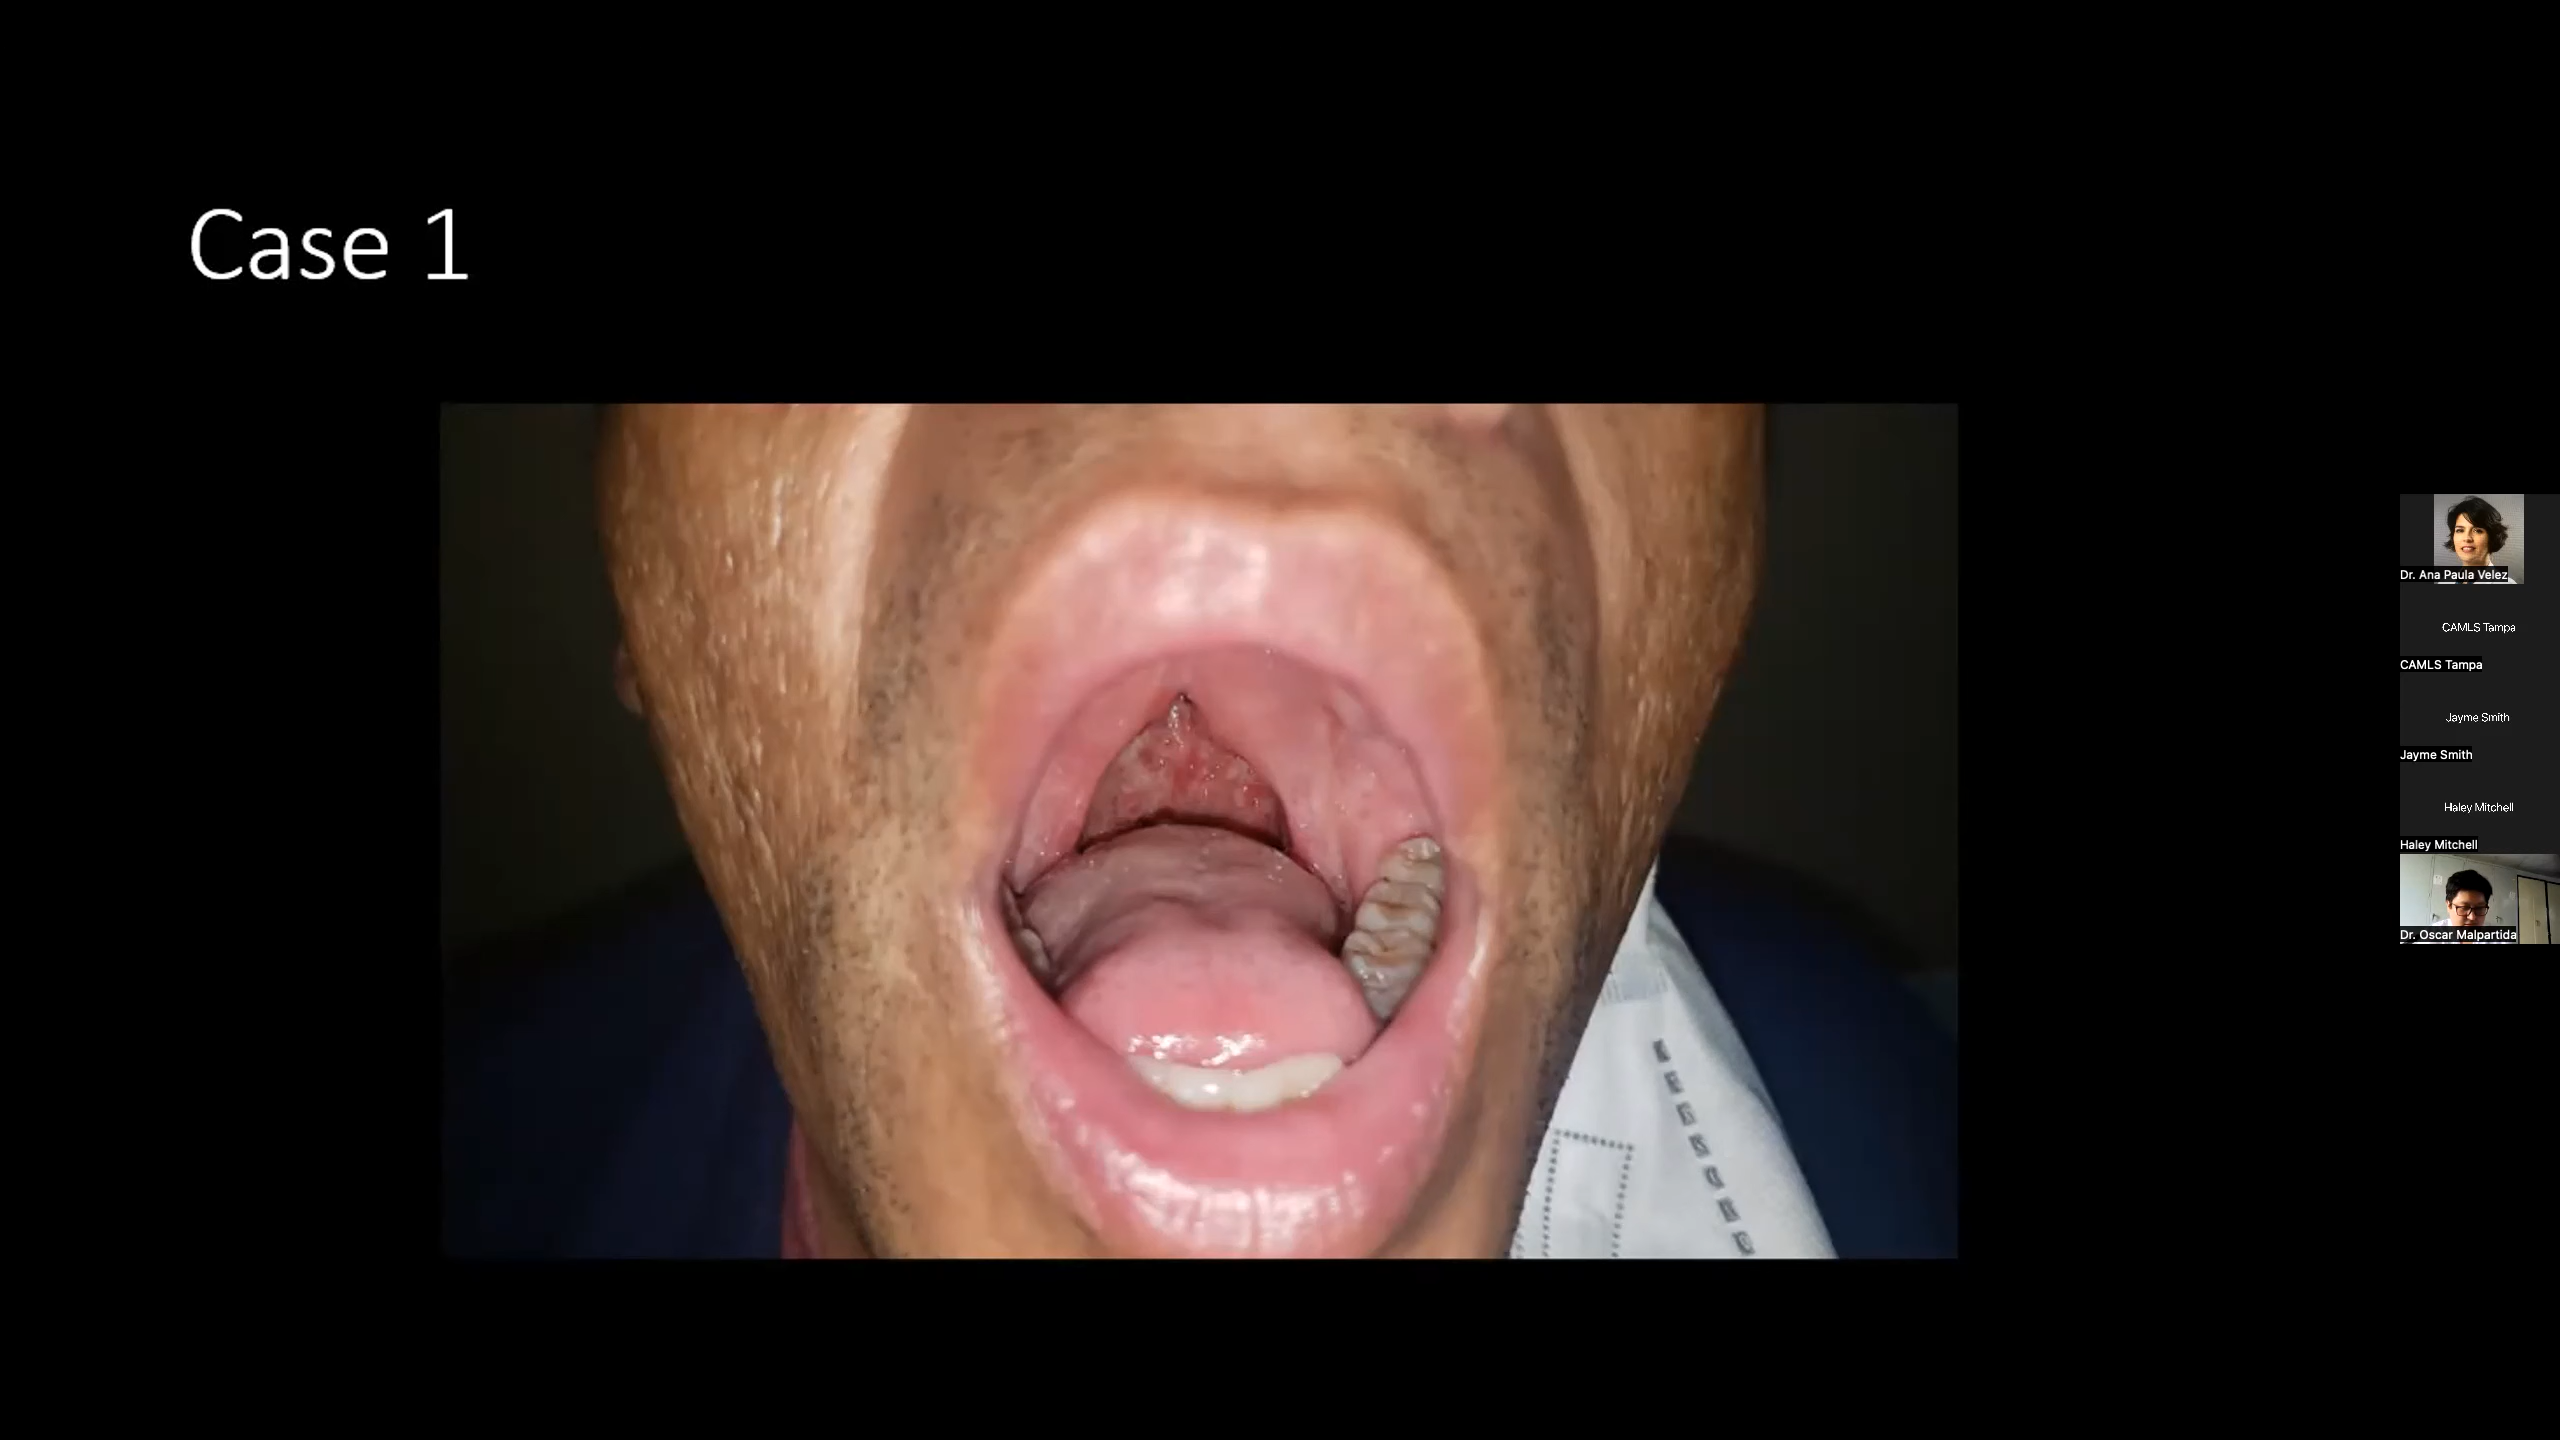 Case 1
Dr. Ana Paula Velez
CAMLS Tampa
CAMLS Tampa
Jayme Smith
Jayme Smith
Haley Mitchell
Haley Mitchell
Dr. Oscar Malpartida